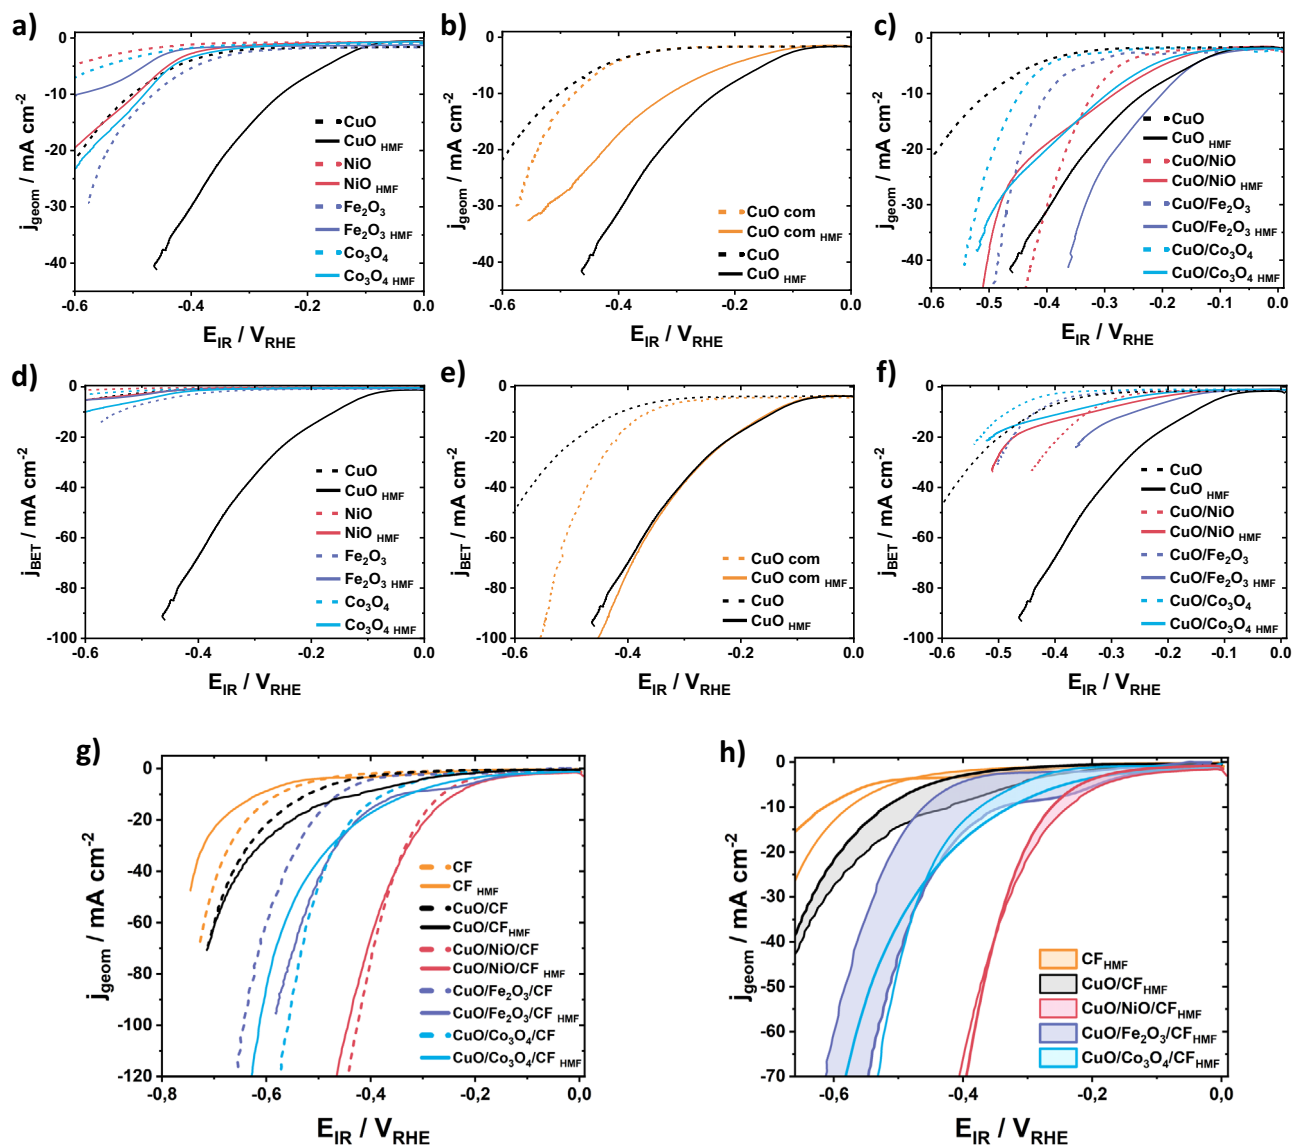 a)
0
-10
-20
-30
-40
-0.6
-0.4
-0.2
0.0
j_geom / mA cm⁻²
E_IR / V_RHE
CuO
CuO HMF
NiO
NiO HMF
Fe₂O₃
Fe₂O₃ HMF
Co₃O₄
Co₃O₄ HMF
b)
0
-10
-20
-30
-40
-0.6
-0.4
-0.2
0.0
j_geom / mA cm⁻²
E_IR / V_RHE
CuO com
CuO com HMF
CuO
CuO HMF
c)
0
-10
-20
-30
-40
-0.6
-0.5
-0.4
-0.3
-0.2
-0.1
0.0
j_geom / mA cm⁻²
E_IR / V_RHE
CuO
CuO HMF
CuO/NiO
CuO/NiO HMF
CuO/Fe₂O₃
CuO/Fe₂O₃ HMF
CuO/Co₃O₄
CuO/Co₃O₄ HMF
d)
0
-20
-40
-60
-80
-100
-0.6
-0.4
-0.2
0.0
j_BET / mA cm⁻²
E_IR / V_RHE
CuO
CuO HMF
NiO
NiO HMF
Fe₂O₃
Fe₂O₃ HMF
Co₃O₄
Co₃O₄ HMF
e)
0
-20
-40
-60
-80
-100
-0.6
-0.4
-0.2
0.0
j_BET / mA cm⁻²
E_IR / V_RHE
CuO com
CuO com HMF
CuO
CuO HMF
f)
0
-20
-40
-60
-80
-100
-0.6
-0.5
-0.4
-0.3
-0.2
-0.1
0.0
j_BET / mA cm⁻²
E_IR / V_RHE
CuO
CuO HMF
CuO/NiO
CuO/NiO HMF
CuO/Fe₂O₃
CuO/Fe₂O₃ HMF
CuO/Co₃O₄
CuO/Co₃O₄ HMF
g)
0
-20
-40
-60
-80
-100
-120
-0,8
-0,6
-0,4
-0,2
0,0
j_geom / mA cm⁻²
E_IR / V_RHE
CF
CF HMF
CuO/CF
CuO/CF HMF
CuO/NiO/CF
CuO/NiO/CF HMF
CuO/Fe₂O₃/CF
CuO/Fe₂O₃/CF HMF
CuO/Co₃O₄/CF
CuO/Co₃O₄/CF HMF
h)
0
-10
-20
-30
-40
-50
-60
-70
-0,6
-0,4
-0,2
0,0
j_geom / mA cm⁻²
E_IR / V_RHE
CF HMF
CuO/CF HMF
CuO/NiO/CF HMF
CuO/Fe₂O₃/CF HMF
CuO/Co₃O₄/CF HMF